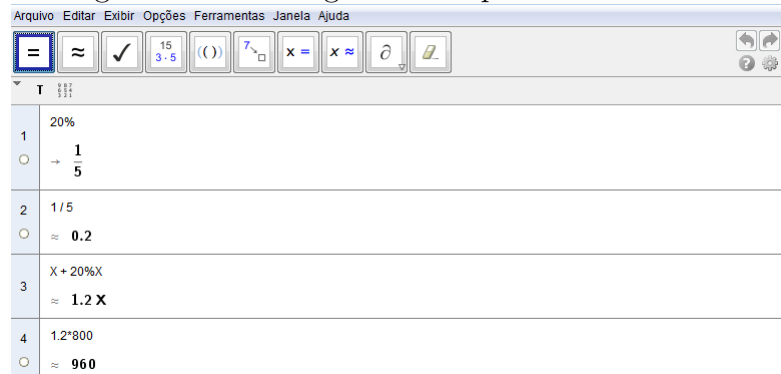 Arquivo Editar Exibir Opções Ferramentas Janela Ajuda
= ≈ ✓ 15 3·5 (( )) 7 x = x ≈ ∂
T
1
20%
→ 1/5
2
1 / 5
≈ 0.2
3
X + 20%X
≈ 1.2 X
4
1.2*800
≈ 960